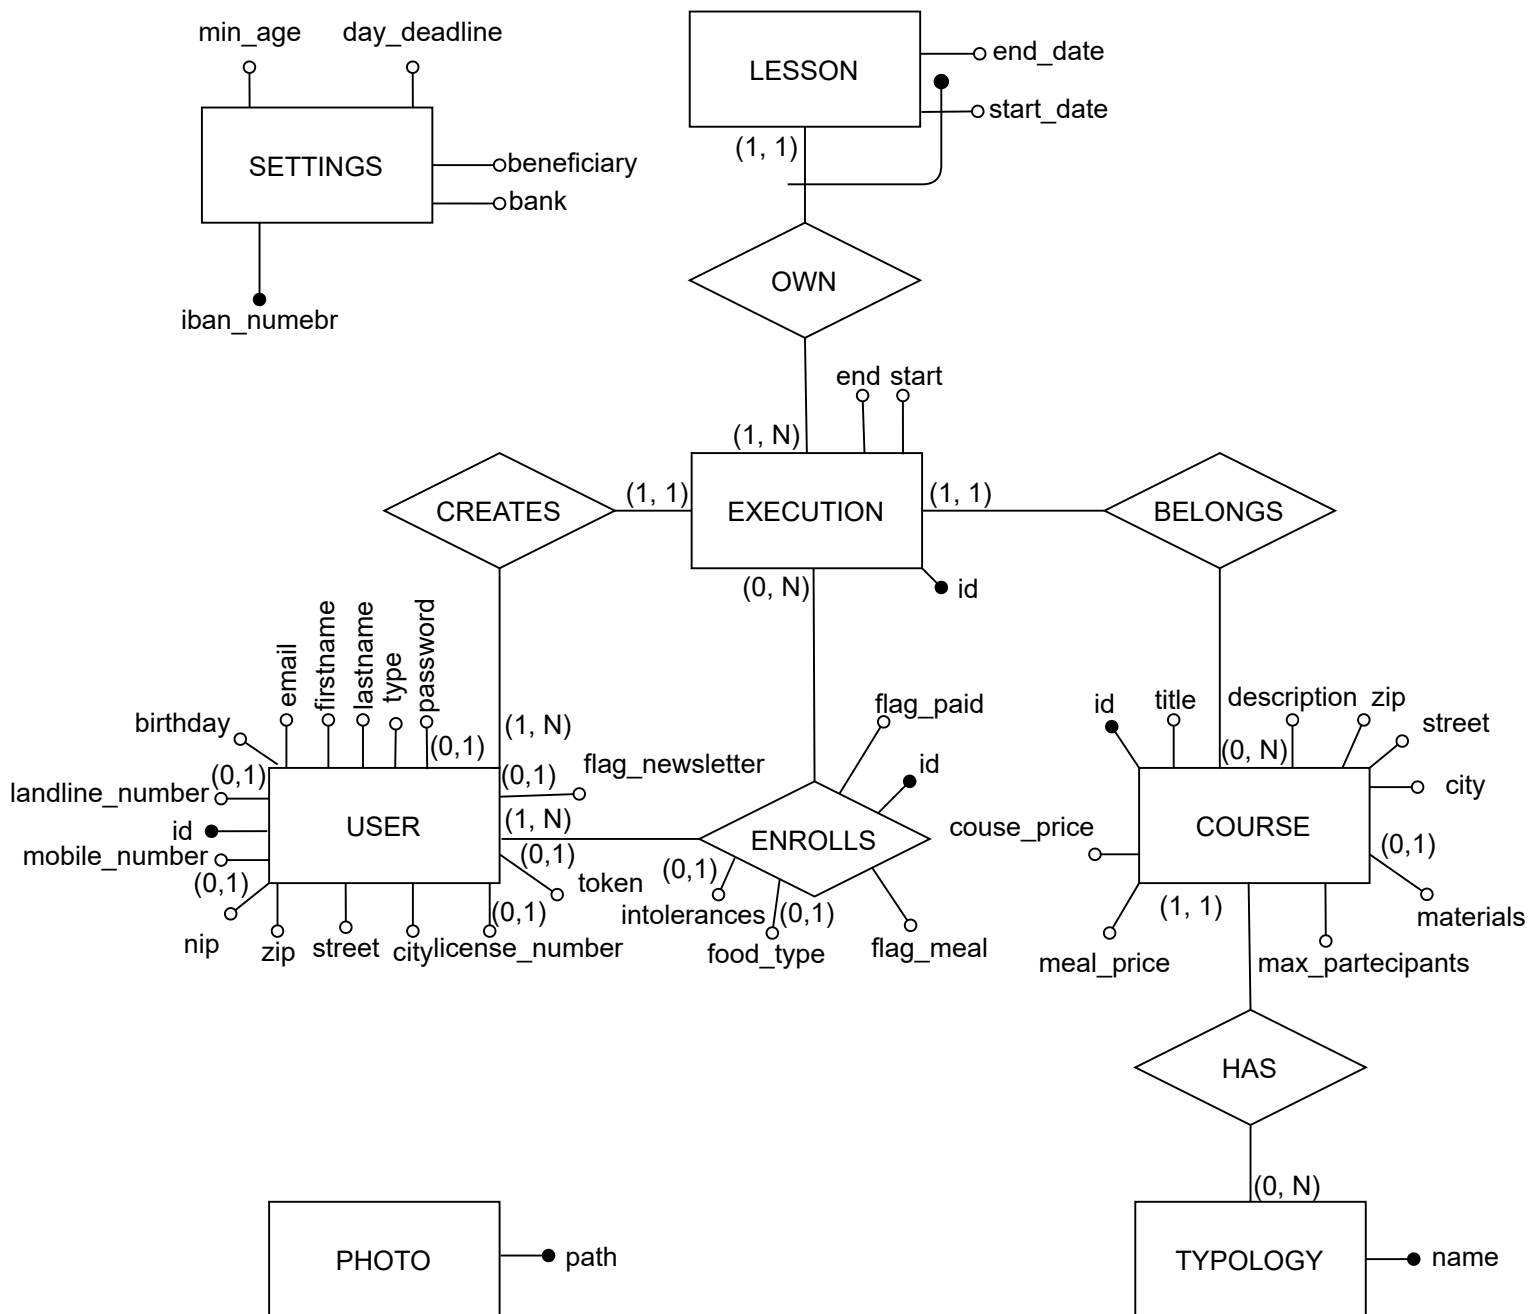 min_age
day_deadline
SETTINGS
beneficiary
bank
iban_numebr
LESSON
end_date
start_date
(1, 1)
OWN
end
start
(1, N)
CREATES
(1, 1)
EXECUTION
(1, 1)
BELONGS
(0, N)
id
email
firstname
lastname
type
password
birthday
(0,1)
(1, N)
(0,1)
landline_number
(0,1)
flag_newsletter
id
USER
(1, N)
mobile_number
(0,1)
(0,1)
token
nip
zip
street
city
license_number
(0,1)
flag_paid
id
ENROLLS
(0,1)
intolerances
(0,1)
food_type
flag_meal
id
title
description
zip
street
(0, N)
city
couse_price
COURSE
(0,1)
materials
(1, 1)
meal_price
max_partecipants
HAS
(0, N)
PHOTO
path
TYPOLOGY
name